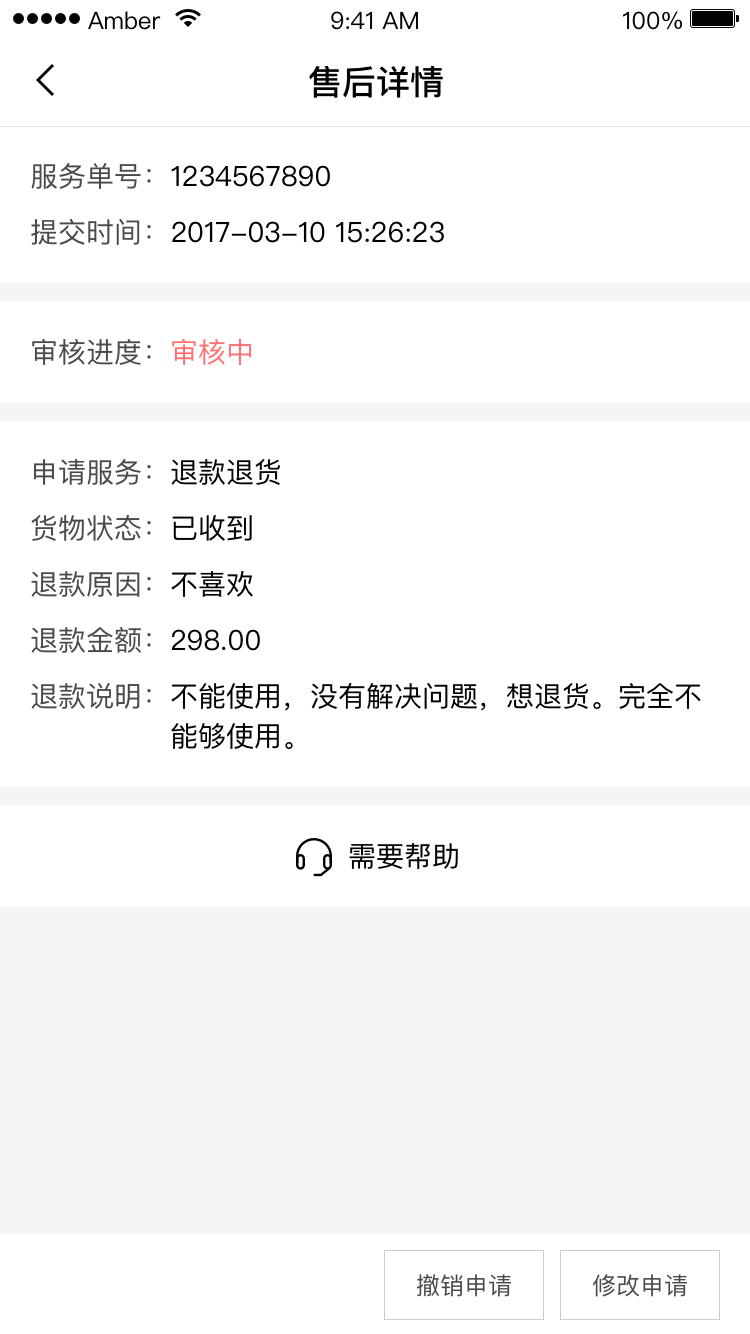 Amber 9:41 AM 100%
售后详情
服务单号：1234567890
提交时间：2017-03-10 15:26:23
审核进度：审核中
申请服务：退款退货
货物状态：已收到
退款原因：不喜欢
退款金额：298.00
退款说明：不能使用，没有解决问题，想退货。完全不
能够使用。
需要帮助
撤销申请 修改申请